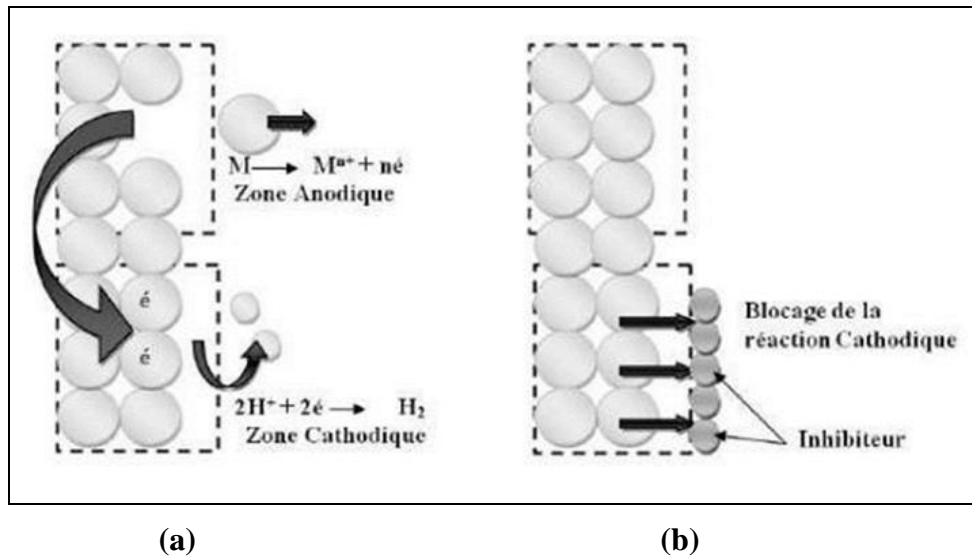 M → Mⁿ⁺ + né
Zone Anodique
é
é
2H⁺ + 2é → H₂
Zone Cathodique
Blocage de la
réaction Cathodique
Inhibiteur
(a)
(b)